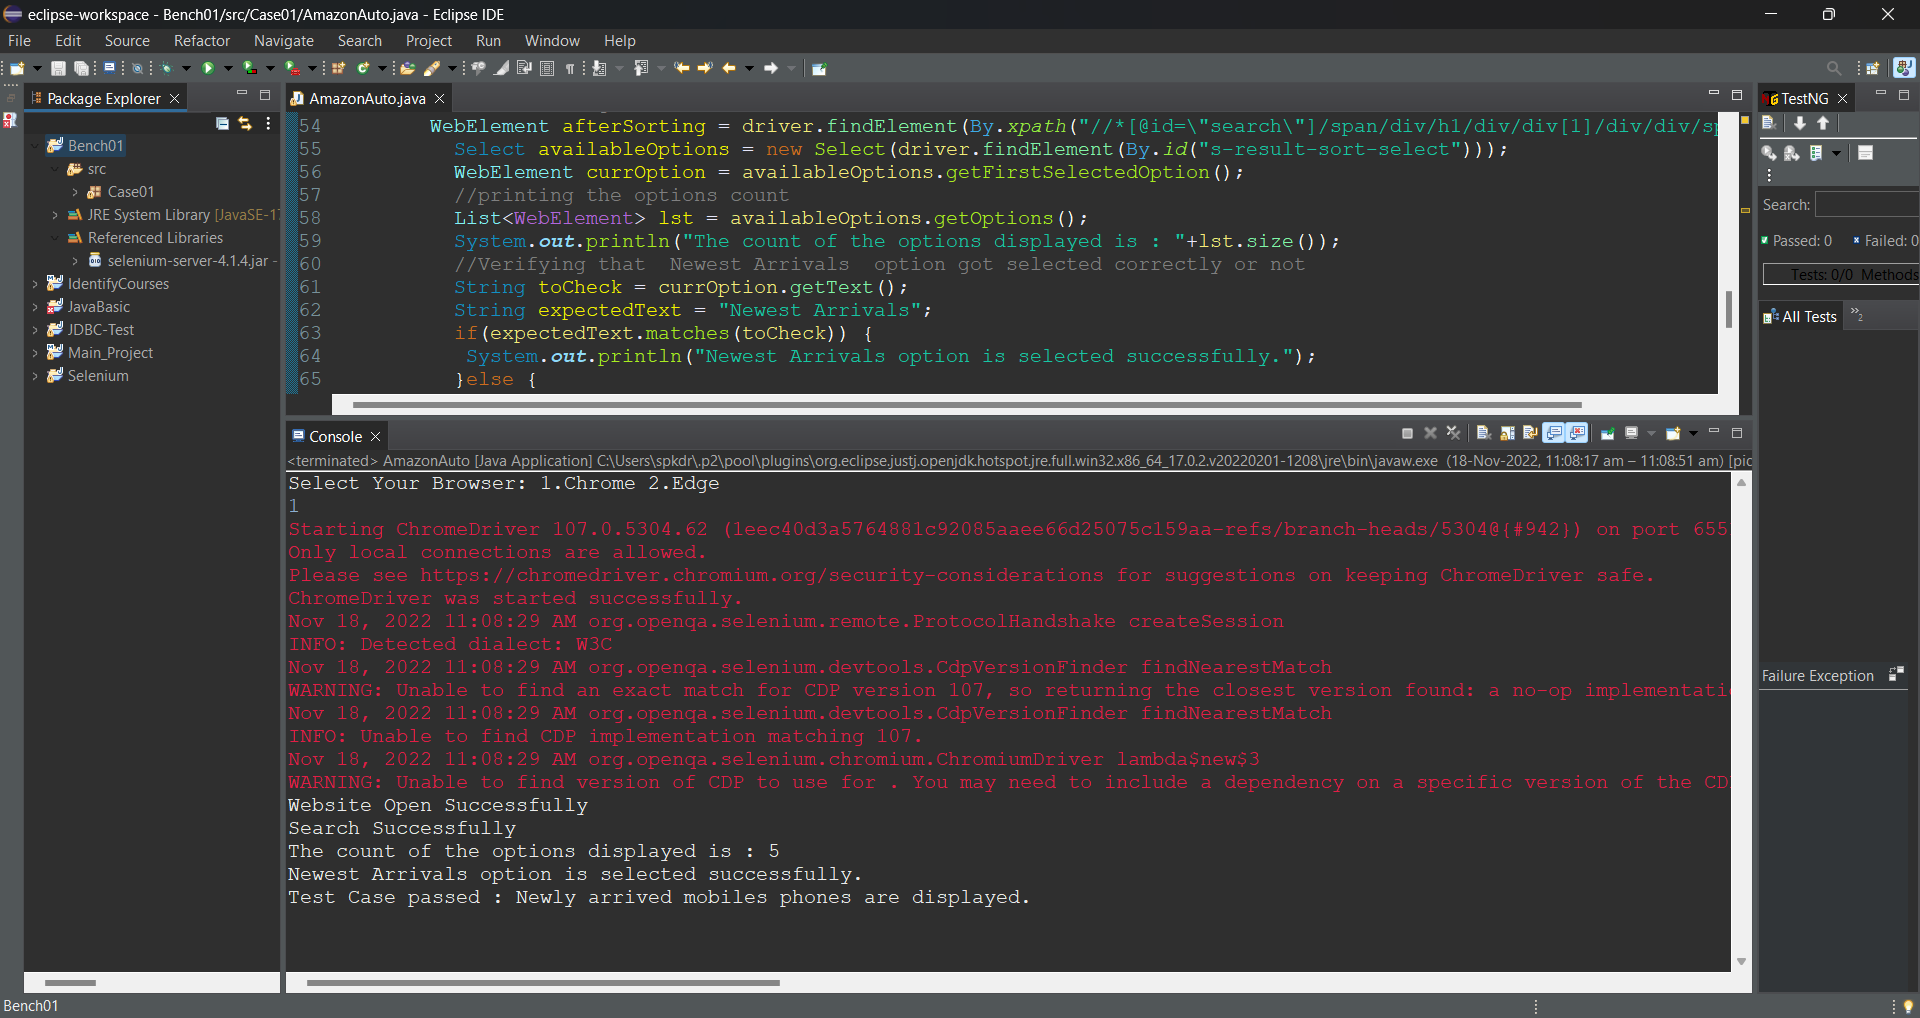 eclipse-workspace - Bench01/src/Case01/AmazonAuto.java - Eclipse IDE
File Edit Source Refactor Navigate Search Project Run Window Help
Package Explorer
Bench01
src
Case01
JRE System Library [JavaSE-1
Referenced Libraries
selenium-server-4.1.4.jar -
IdentifyCourses
JavaBasic
JDBC-Test
Main_Project
Selenium
AmazonAuto.java
54 WebElement afterSorting = driver.findElement(By.xpath("//*[@id=\"search\"]/span/div/h1/div/div[1]/div/div/sp
55 Select availableOptions = new Select(driver.findElement(By.id("s-result-sort-select")));
56 WebElement currOption = availableOptions.getFirstSelectedOption();
57 //printing the options count
58 List<WebElement> lst = availableOptions.getOptions();
59 System.out.println("The count of the options displayed is : "+lst.size());
60 //Verifying that  Newest Arrivals  option got selected correctly or not
61 String toCheck = currOption.getText();
62 String expectedText = "Newest Arrivals";
63 if(expectedText.matches(toCheck)) {
64 System.out.println("Newest Arrivals option is selected successfully.");
65 }else {
Console
<terminated> AmazonAuto [Java Application] C:\Users\spkdr\.p2\pool\plugins\org.eclipse.justj.openjdk.hotspot.jre.full.win32.x86_64_17.0.2.v20220201-1208\jre\bin\javaw.exe (18-Nov-2022, 11:08:17 am – 11:08:51 am) [pid
Select Your Browser: 1.Chrome 2.Edge
1
Starting ChromeDriver 107.0.5304.62 (1eec40d3a5764881c92085aaee66d25075c159aa-refs/branch-heads/5304@{#942}) on port 655
Only local connections are allowed.
Please see https://chromedriver.chromium.org/security-considerations for suggestions on keeping ChromeDriver safe.
ChromeDriver was started successfully.
Nov 18, 2022 11:08:29 AM org.openqa.selenium.remote.ProtocolHandshake createSession
INFO: Detected dialect: W3C
Nov 18, 2022 11:08:29 AM org.openqa.selenium.devtools.CdpVersionFinder findNearestMatch
WARNING: Unable to find an exact match for CDP version 107, so returning the closest version found: a no-op implementati
Nov 18, 2022 11:08:29 AM org.openqa.selenium.devtools.CdpVersionFinder findNearestMatch
INFO: Unable to find CDP implementation matching 107.
Nov 18, 2022 11:08:29 AM org.openqa.selenium.chromium.ChromiumDriver lambda$new$3
WARNING: Unable to find version of CDP to use for . You may need to include a dependency on a specific version of the CD
Website Open Successfully
Search Successfully
The count of the options displayed is : 5
Newest Arrivals option is selected successfully.
Test Case passed : Newly arrived mobiles phones are displayed.
TestNG
Search:
Passed: 0 Failed: 0
Tests: 0/0 Methods
All Tests
2
Failure Exception
Bench01